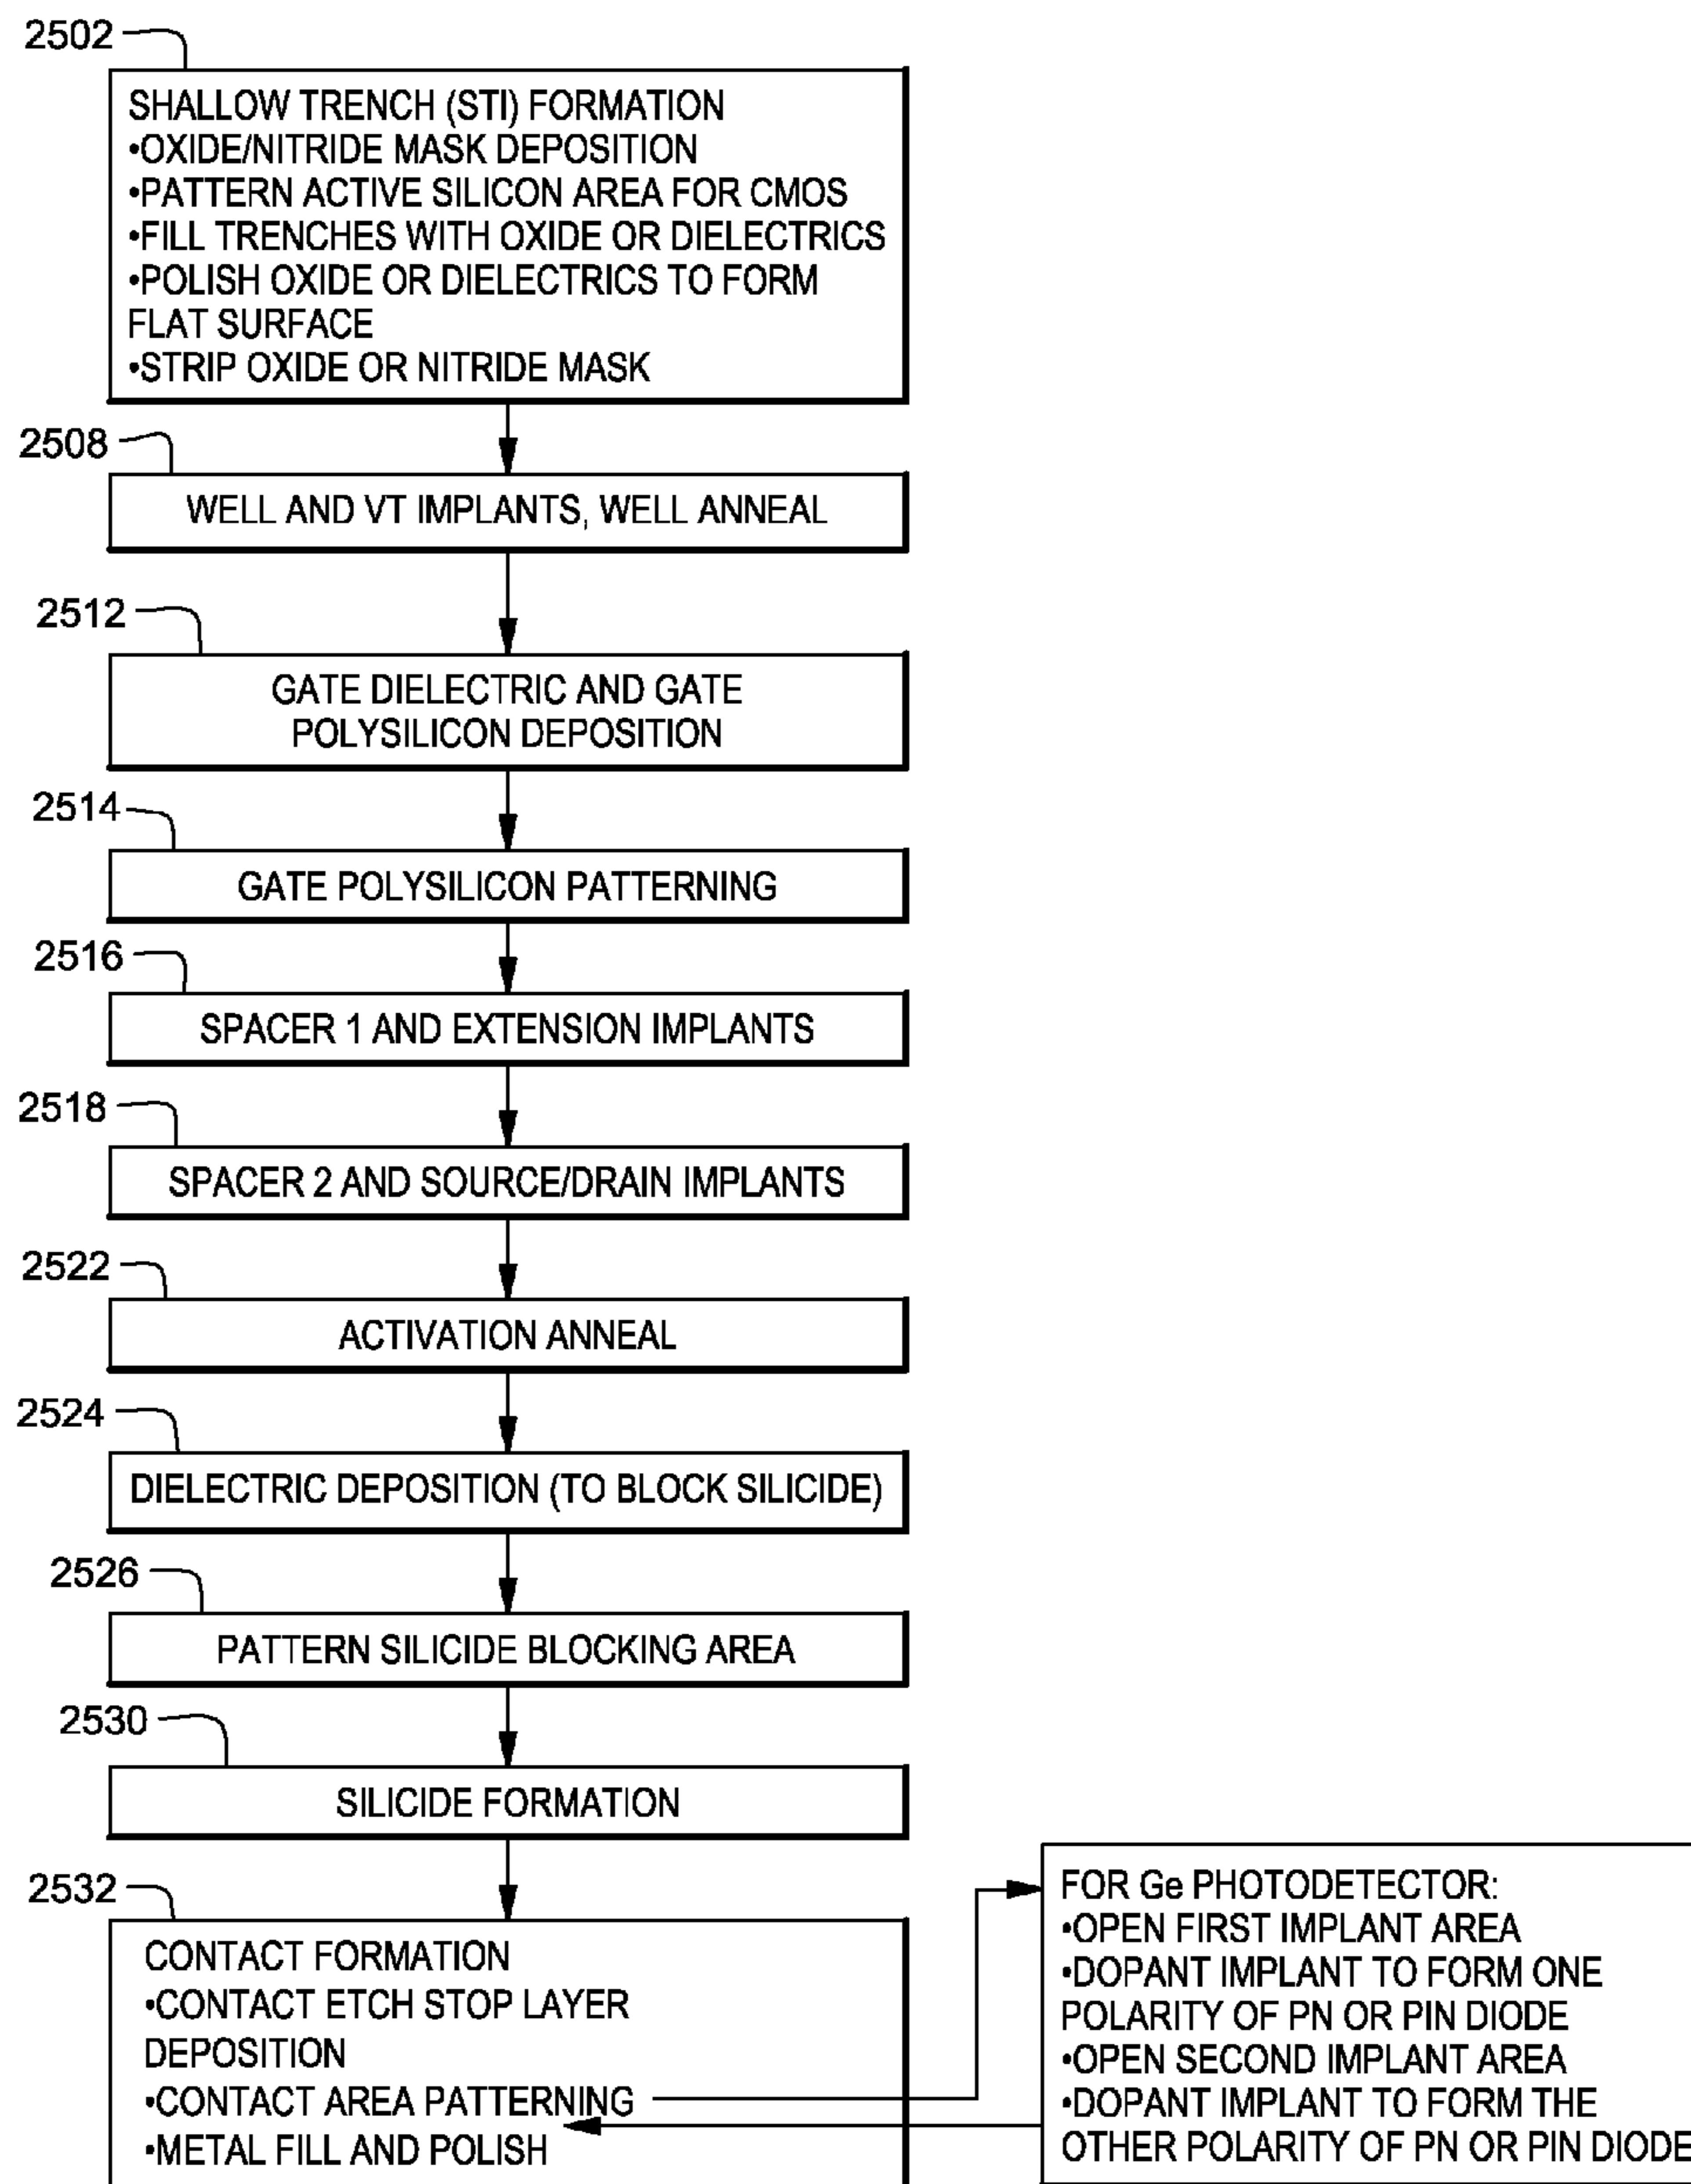 2502
SHALLOW TRENCH (STI) FORMATION
•OXIDE/NITRIDE MASK DEPOSITION
•PATTERN ACTIVE SILICON AREA FOR CMOS
•FILL TRENCHES WITH OXIDE OR DIELECTRICS
•POLISH OXIDE OR DIELECTRICS TO FORM
FLAT SURFACE
•STRIP OXIDE OR NITRIDE MASK
2508
WELL AND VT IMPLANTS, WELL ANNEAL
2512
GATE DIELECTRIC AND GATE
POLYSILICON DEPOSITION
2514
GATE POLYSILICON PATTERNING
2516
SPACER 1 AND EXTENSION IMPLANTS
2518
SPACER 2 AND SOURCE/DRAIN IMPLANTS
2522
ACTIVATION ANNEAL
2524
DIELECTRIC DEPOSITION (TO BLOCK SILICIDE)
2526
PATTERN SILICIDE BLOCKING AREA
2530
SILICIDE FORMATION
2532
CONTACT FORMATION
•CONTACT ETCH STOP LAYER
DEPOSITION
•CONTACT AREA PATTERNING
•METAL FILL AND POLISH
FOR Ge PHOTODETECTOR:
•OPEN FIRST IMPLANT AREA
•DOPANT IMPLANT TO FORM ONE
POLARITY OF PN OR PIN DIODE
•OPEN SECOND IMPLANT AREA
•DOPANT IMPLANT TO FORM THE
OTHER POLARITY OF PN OR PIN DIODE